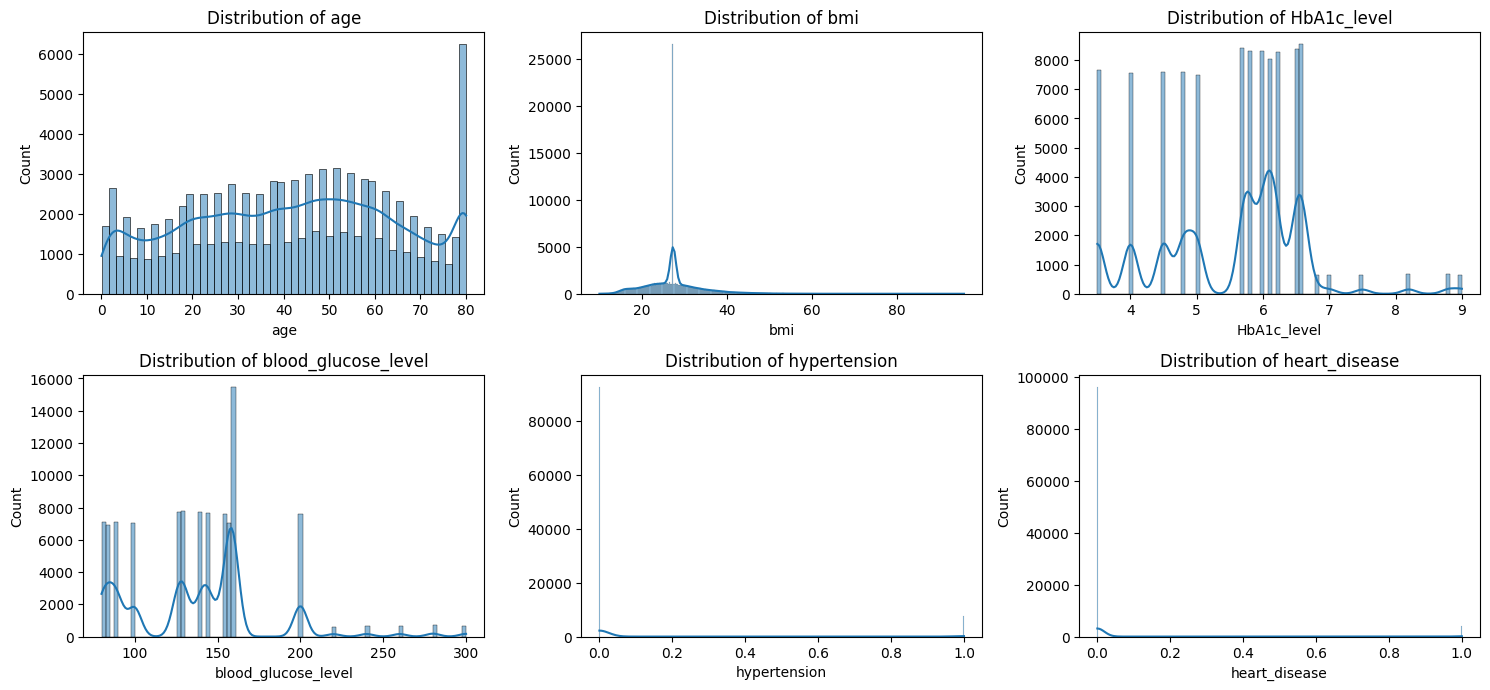 Distribution of age
Count
6000
5000
4000
3000
2000
1000
0
0 10 20 30 40 50 60 70 80
age
Distribution of bmi
Count
25000
20000
15000
10000
5000
0
20 40 60 80
bmi
Distribution of HbA1c_level
Count
8000
7000
6000
5000
4000
3000
2000
1000
0
4 5 6 7 8 9
HbA1c_level
Distribution of blood_glucose_level
Count
16000
14000
12000
10000
8000
6000
4000
2000
0
100 150 200 250 300
blood_glucose_level
Distribution of hypertension
Count
80000
60000
40000
20000
0
0.0 0.2 0.4 0.6 0.8 1.0
hypertension
Distribution of heart_disease
Count
100000
80000
60000
40000
20000
0
0.0 0.2 0.4 0.6 0.8 1.0
heart_disease